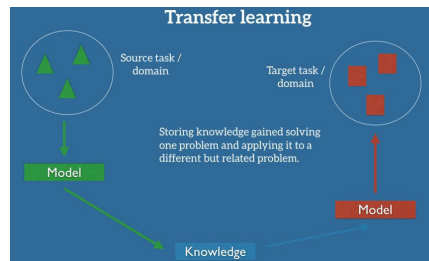 Transfer learning
Source task /
domain
Target task /
domain
Storing knowledge gained solving
one problem and applying it to a
different but related problem.
Model
Model
Knowledge